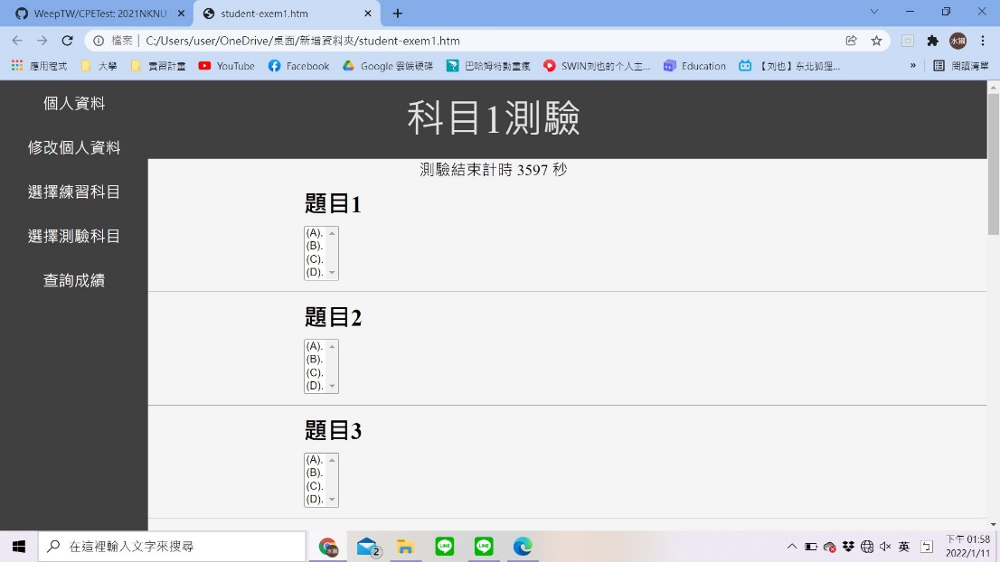 WeepTW/CPETest: 2021NKNU
student-exem1.htm
檔案 | C:/Users/user/OneDrive/桌面/新增資料夾/student-exem1.htm
水獺
應用程式 大學 實習計畫 YouTube Facebook Google 雲端硬碟 巴哈姆特動畫瘋 SWIN刘也的个人主... Education 【刘也】东北狐狸... » 閱讀清單
個人資料
修改個人資料
選擇練習科目
選擇測驗科目
查詢成績
科目1測驗
測驗結束計時 3597 秒
題目1
(A).
(B).
(C).
(D).
題目2
(A).
(B).
(C).
(D).
題目3
(A).
(B).
(C).
(D).
在這裡輸入文字來搜尋
2
LINE
LINE
英
下午 01:58
2022/1/11